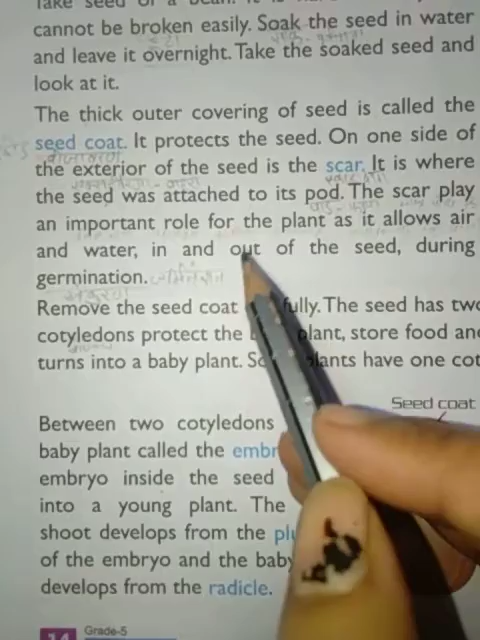 cannot be broken easily. Soak the seed in water
and leave it overnight. Take the soaked seed and
look at it.
The thick outer covering of seed is called the
seed coat. It protects the seed. On one side of
the exterior of the seed is the scar. It is where
the seed was attached to its pod. The scar play
an important role for the plant as it allows air
and water, in and out of the seed, during
germination.
Remove the seed coat fully. The seed has two
cotyledons protect the plant, store food an
turns into a baby plant. So plants have one cot
Seed coat
Between two cotyledons
baby plant called the embr
embryo inside the seed
into a young plant. The
shoot develops from the pl
of the embryo and the baby
develops from the radicle.
14 Grade-5